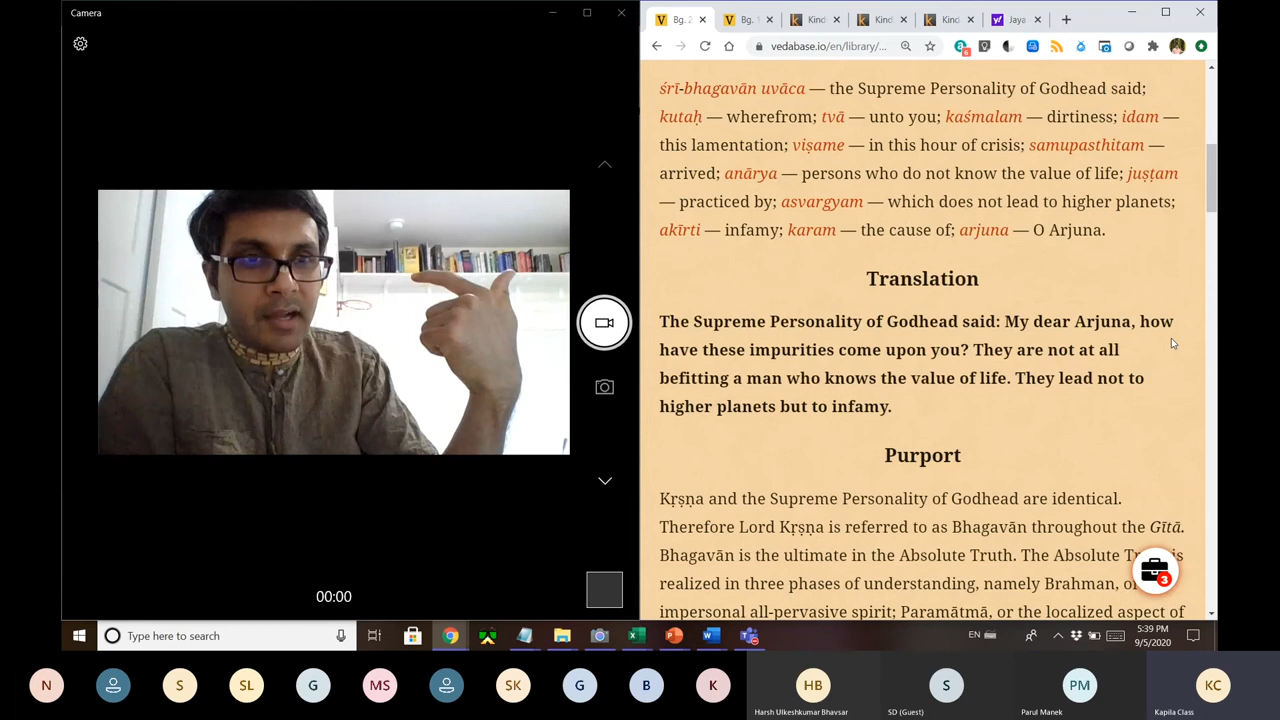 Camera
Bg. 2
Bg. 1
Kind
Kind
Kind
Jaya
vedabase.io/en/library/...
6
śrī-bhagavān uvāca — the Supreme Personality of Godhead said;
kutaḥ — wherefrom; tvā — unto you; kaśmalam — dirtiness; idam —
this lamentation; viṣame — in this hour of crisis; samupasthitam —
arrived; anārya — persons who do not know the value of life; juṣṭam
— practiced by; asvargyam — which does not lead to higher planets;
akīrti — infamy; karam — the cause of; arjuna — O Arjuna.
Translation
The Supreme Personality of Godhead said: My dear Arjuna, how
have these impurities come upon you? They are not at all
befitting a man who knows the value of life. They lead not to
higher planets but to infamy.
Purport
Kṛṣṇa and the Supreme Personality of Godhead are identical.
Therefore Lord Kṛṣṇa is referred to as Bhagavān throughout the Gītā.
Bhagavān is the ultimate in the Absolute Truth. The Absolute
realized in three phases of understanding, namely Brahman,
impersonal all-pervasive spirit; Paramātmā, or the localized aspect of
3
00:00
Type here to search
EN
5:39 PM
9/5/2020
N
S
SL
G
MS
SK
G
B
K
HB
S
PM
KC
Harsh Ulkeshkumar Bhavsar
SD (Guest)
Parul Manek
Kapila Class